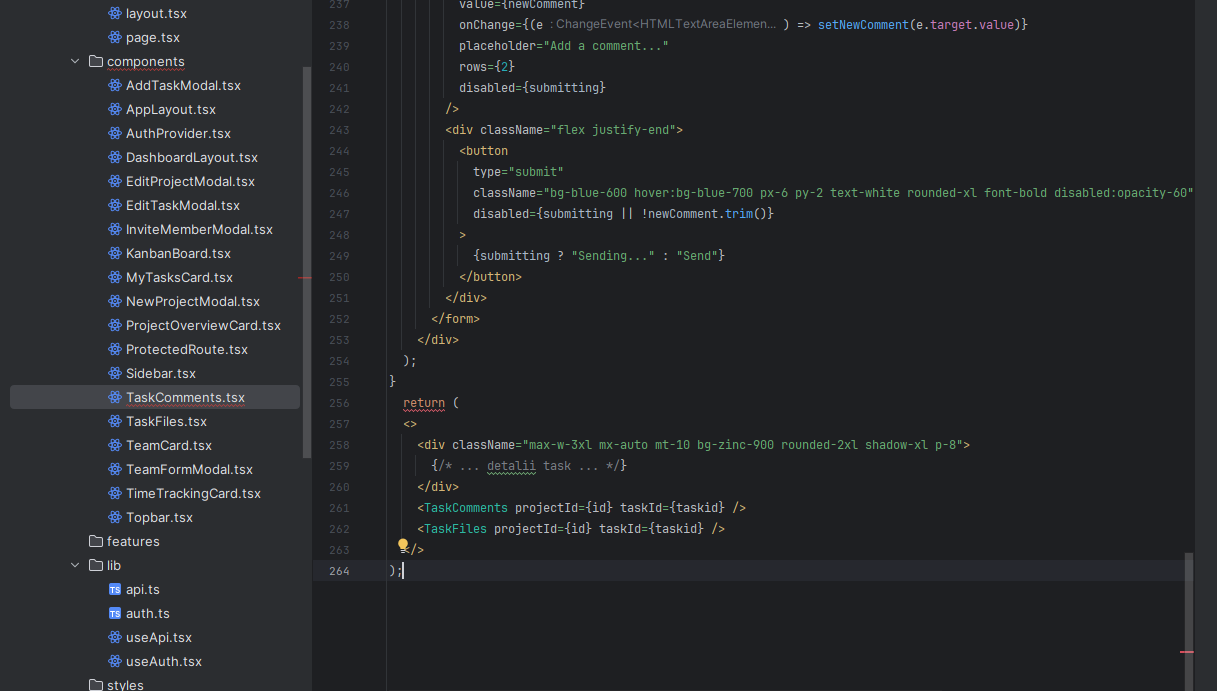 layout.tsx
page.tsx
components
AddTaskModal.tsx
AppLayout.tsx
AuthProvider.tsx
DashboardLayout.tsx
EditProjectModal.tsx
EditTaskModal.tsx
InviteMemberModal.tsx
KanbanBoard.tsx
MyTasksCard.tsx
NewProjectModal.tsx
ProjectOverviewCard.tsx
ProtectedRoute.tsx
Sidebar.tsx
TaskComments.tsx
TaskFiles.tsx
TeamCard.tsx
TeamFormModal.tsx
TimeTrackingCard.tsx
Topbar.tsx
features
lib
TS api.ts
TS auth.ts
useApi.tsx
useAuth.tsx
styles
237 value={newComment}
238 onChange={(e : ChangeEvent<HTMLTextAreaElemen... ) => setNewComment(e.target.value)}
239 placeholder="Add a comment..."
240 rows={2}
241 disabled={submitting}
242 />
243 <div className="flex justify-end">
244 <button
245 type="submit"
246 className="bg-blue-600 hover:bg-blue-700 px-6 py-2 text-white rounded-xl font-bold disabled:opacity-60"
247 disabled={submitting || !newComment.trim()}
248 >
249 {submitting ? "Sending..." : "Send"}
250 </button>
251 </div>
252 </form>
253 </div>
254 );
255 }
256 return (
257 <>
258 <div className="max-w-3xl mx-auto mt-10 bg-zinc-900 rounded-2xl shadow-xl p-8">
259 {/* ... detalii task ... */}
260 </div>
261 <TaskComments projectId={id} taskId={taskid} />
262 <TaskFiles projectId={id} taskId={taskid} />
263 </>
264 );